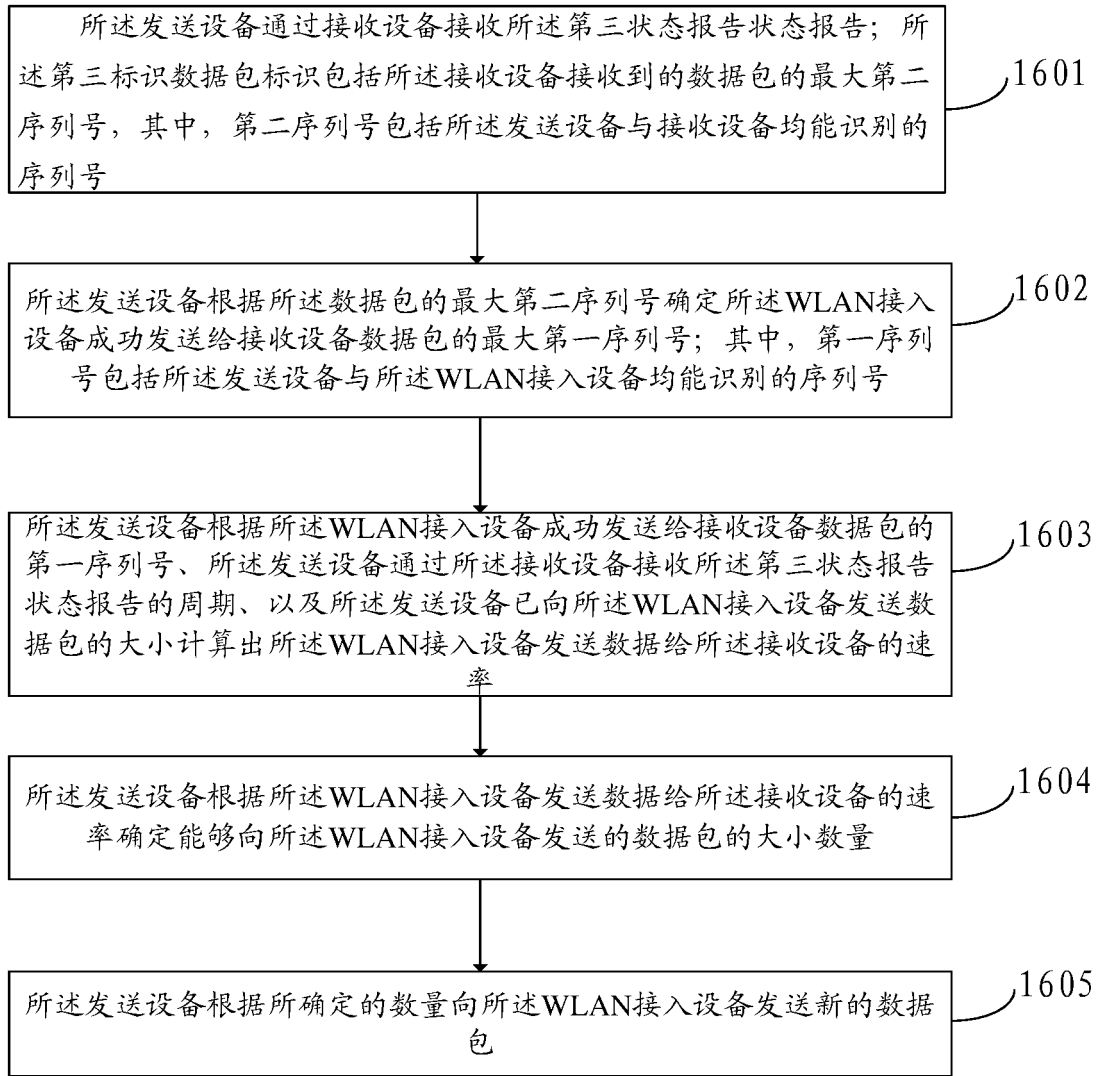 所述发送设备通过接收设备接收所述第三状态报告状态报告；所
述第三标识数据包标识包括所述接收设备接收到的数据包的最大第二
序列号，其中，第二序列号包括所述发送设备与接收设备均能识别的
序列号
1601
所述发送设备根据所述数据包的最大第二序列号确定所述WLAN接入
设备成功发送给接收设备数据包的最大第一序列号；其中，第一序列
号包括所述发送设备与所述WLAN接入设备均能识别的序列号
1602
所述发送设备根据所述WLAN接入设备成功发送给接收设备数据包的
第一序列号、所述发送设备通过所述接收设备接收所述第三状态报告
状态报告的周期、以及所述发送设备已向所述WLAN接入设备发送数
据包的大小计算出所述WLAN接入设备发送数据给所述接收设备的速
率
1603
所述发送设备根据所述WLAN接入设备发送数据给所述接收设备的速
率确定能够向所述WLAN接入设备发送的数据包的大小数量
1604
所述发送设备根据所确定的数量向所述WLAN接入设备发送新的数据
包
1605